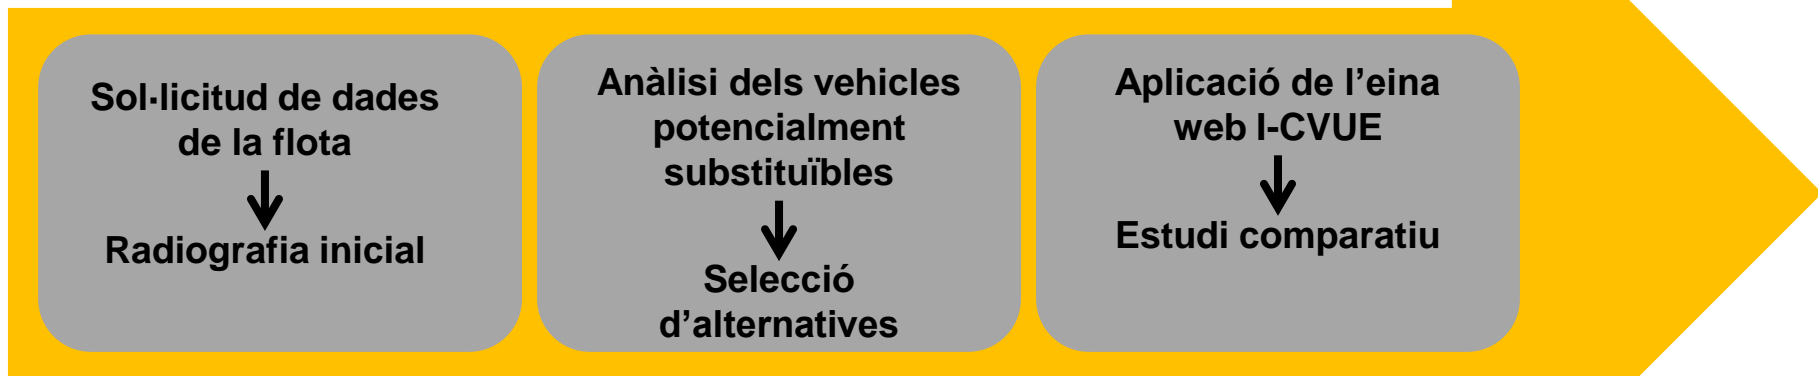 Sol·licitud de dades
de la flota
Radiografia inicial
Anàlisi dels vehicles
potencialment
substituïbles
Selecció
d’alternatives
Aplicació de l’eina
web I-CVUE
Estudi comparatiu